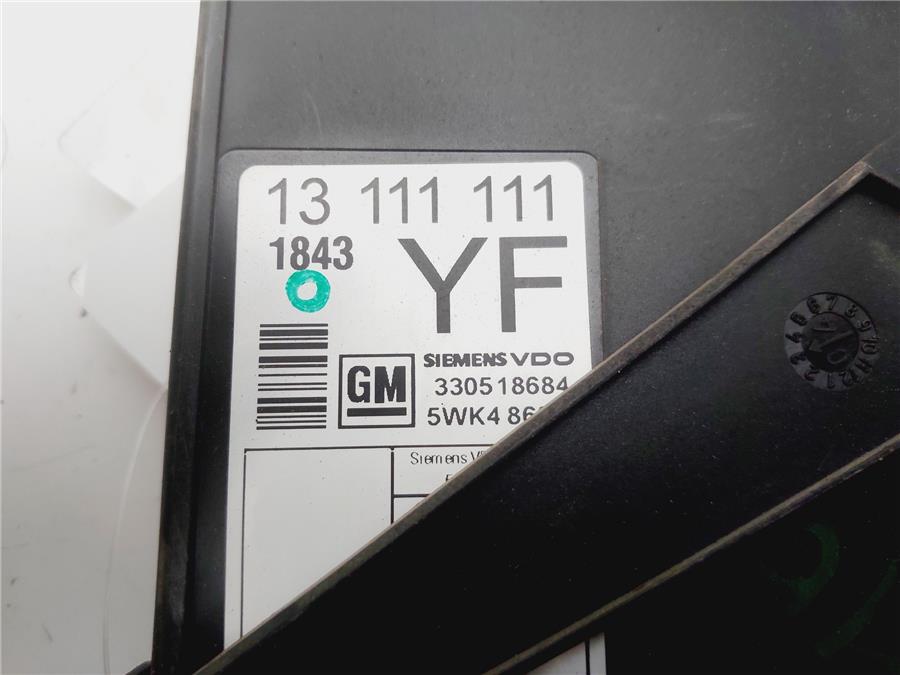 13 111 111
1843
YF
GM
SIEMENS VDO
330518684
5WK4 86
Siemens